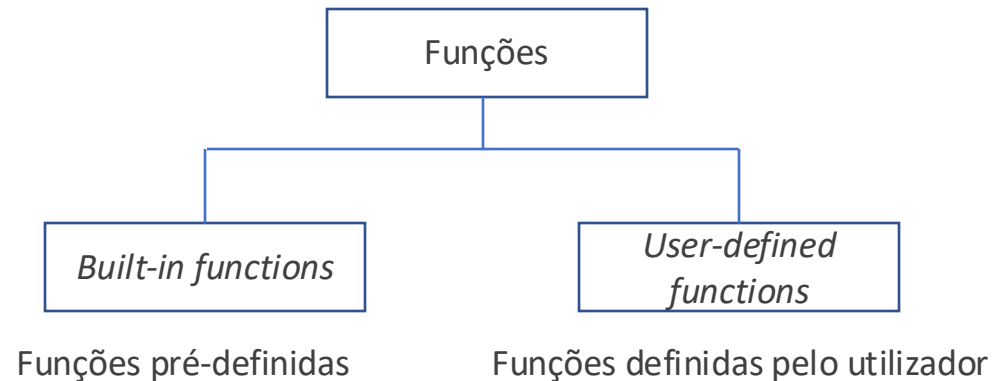 Funções
Built-in functions
User-defined
functions
Funções pré-definidas
Funções definidas pelo utilizador